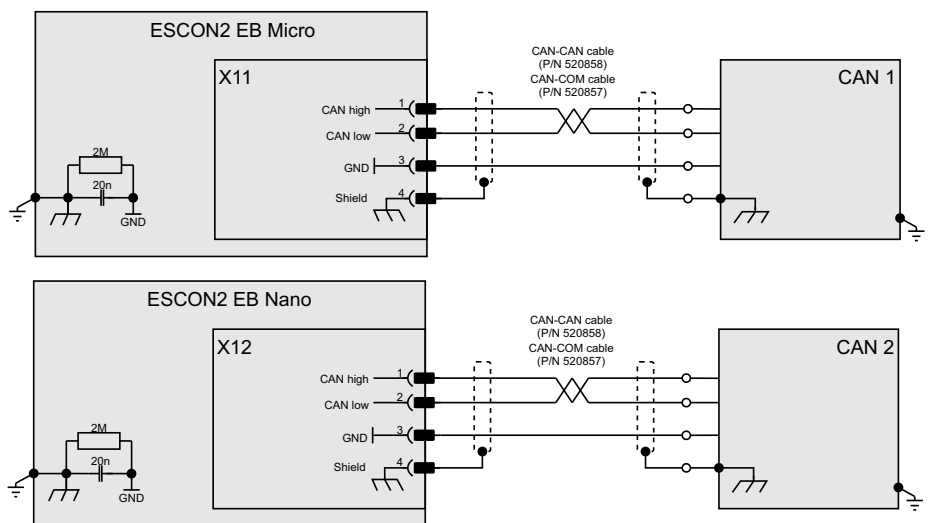 ESCON2 EB Micro
X11
CAN-CAN cable
(P/N 520858)
CAN-COM cable
(P/N 520857)
CAN 1
CAN high 1
CAN low 2
GND 3
Shield 4
2M
20n
GND
ESCON2 EB Nano
X12
CAN-CAN cable
(P/N 520858)
CAN-COM cable
(P/N 520857)
CAN 2
CAN high 1
CAN low 2
GND 3
Shield 4
2M
20n
GND